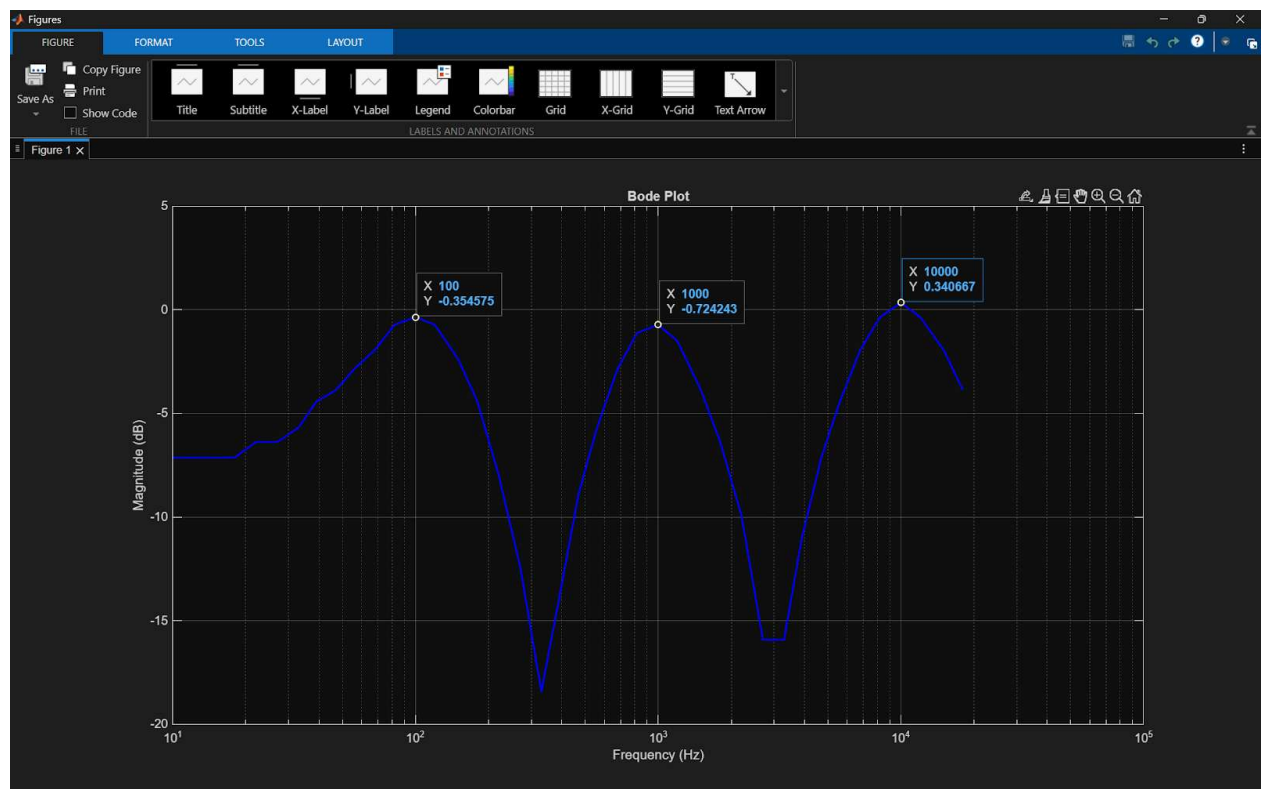 Figures
FIGURE FORMAT TOOLS LAYOUT
?
Save As
Copy Figure
Print
Show Code
FILE
Title Subtitle X-Label Y-Label Legend Colorbar Grid X-Grid Y-Grid Text Arrow
LABELS AND ANNOTATIONS
Figure 1 ×
Bode Plot
5
0
-5
-10
-15
-20
Magnitude (dB)
X 100
Y -0.354575
X 1000
Y -0.724243
X 10000
Y 0.340667
10¹ 10² 10³ 10⁴ 10⁵
Frequency (Hz)